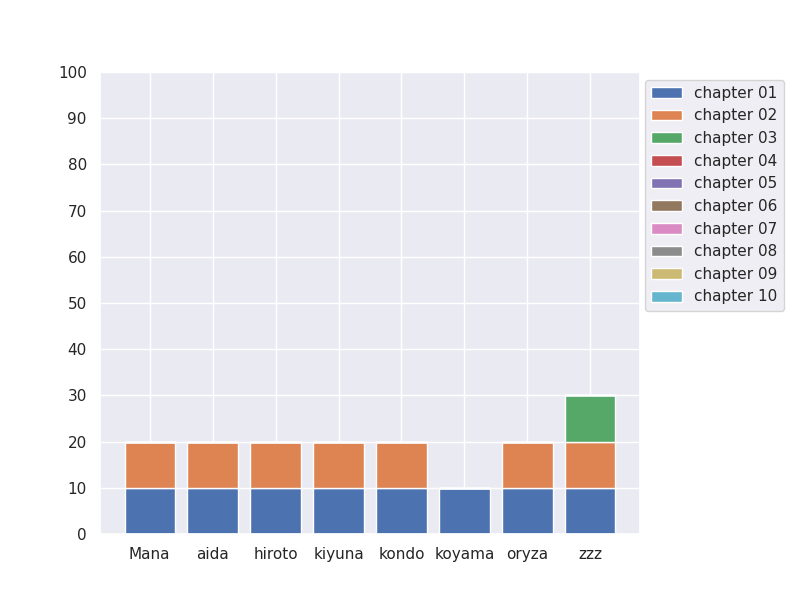 100
90
80
70
60
50
40
30
20
10
0
Mana aida hiroto kiyuna kondo koyama oryza zzz
chapter 01
chapter 02
chapter 03
chapter 04
chapter 05
chapter 06
chapter 07
chapter 08
chapter 09
chapter 10